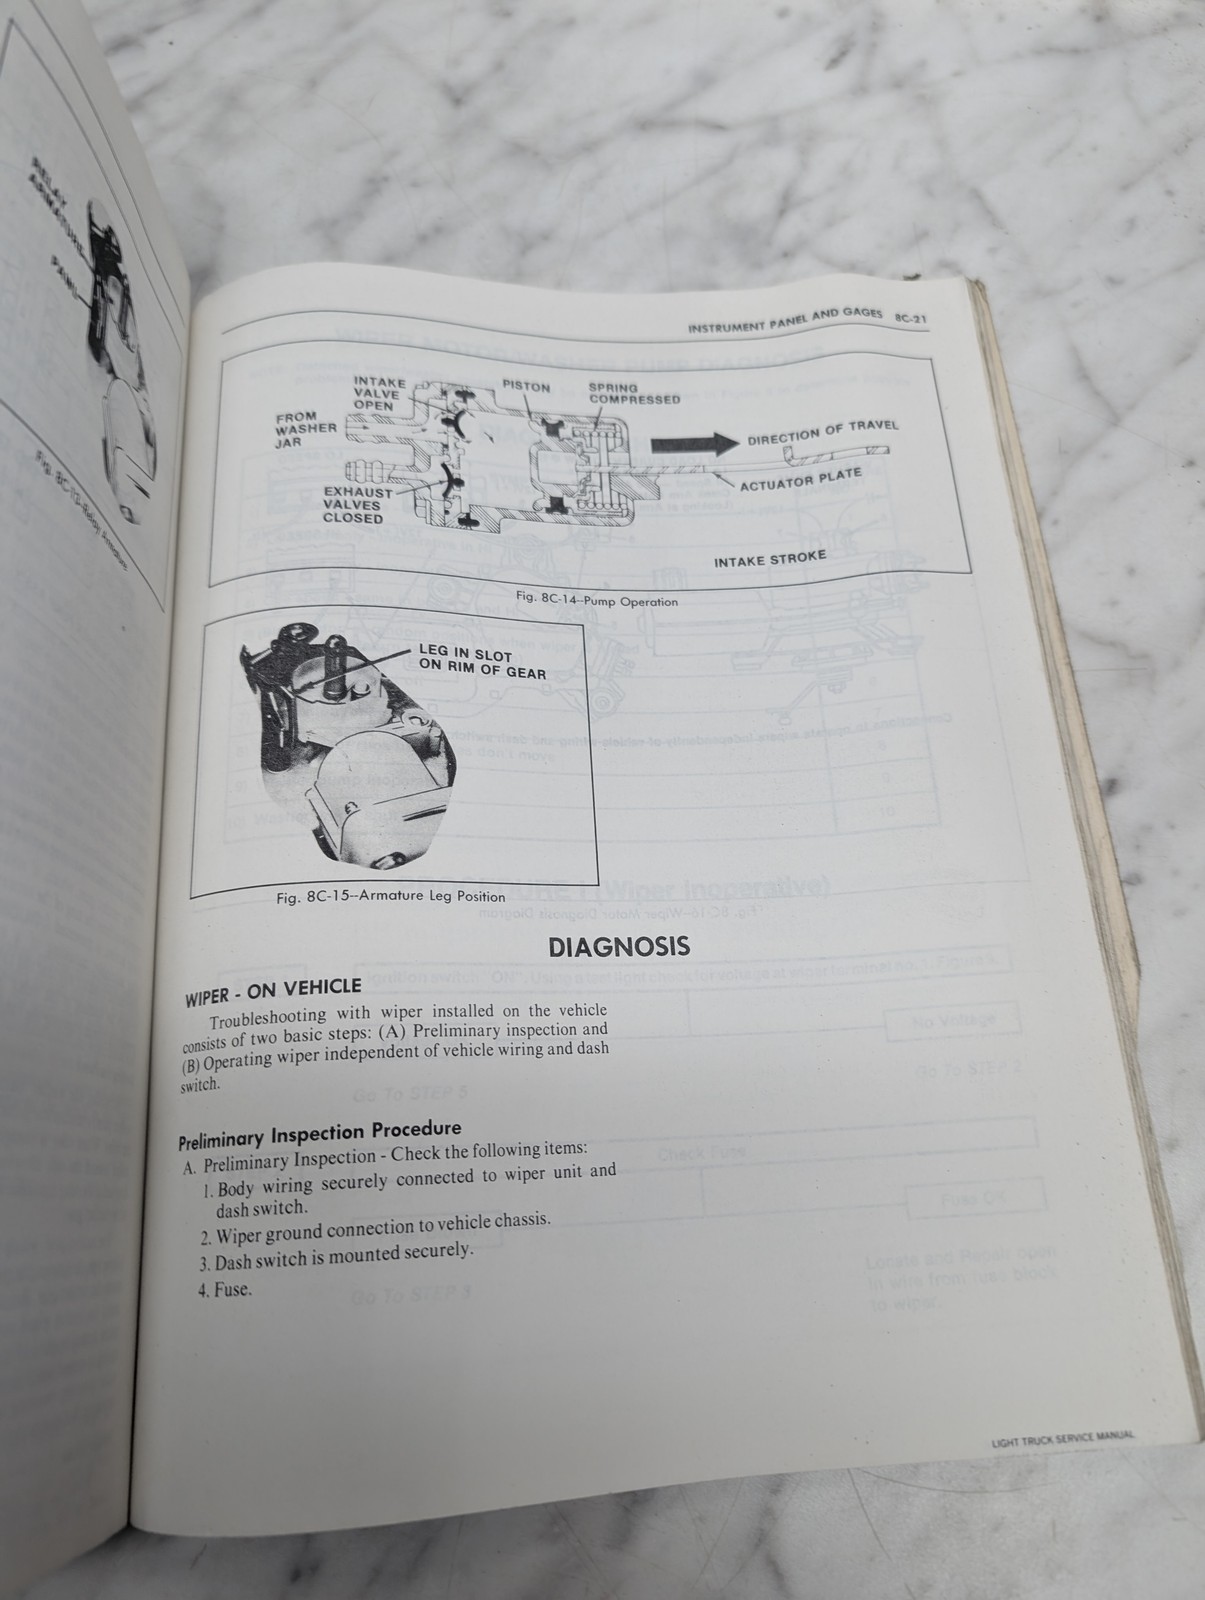 RELAY
ARMATURE
PAWL
INSTRUMENT PANEL AND GAGES 8C-21
INTAKE
VALVE
OPEN
PISTON
SPRING
COMPRESSED
FROM
WASHER
JAR
DIRECTION OF TRAVEL
ACTUATOR PLATE
EXHAUST
VALVES
CLOSED
INTAKE STROKE
Fig. 8C-14--Pump Operation
LEG IN SLOT
ON RIM OF GEAR
Fig. 8C-15--Armature Leg Position
DIAGNOSIS
WIPER - ON VEHICLE
Troubleshooting with wiper installed on the vehicle
consists of two basic steps: (A) Preliminary inspection and
(B) Operating wiper independent of vehicle wiring and dash
switch.
Preliminary Inspection Procedure
A. Preliminary Inspection - Check the following items:
1. Body wiring securely connected to wiper unit and
dash switch.
2. Wiper ground connection to vehicle chassis.
3. Dash switch is mounted securely.
4. Fuse.
LIGHT TRUCK SERVICE MANUAL